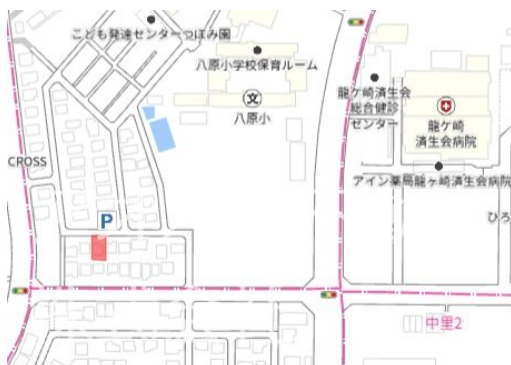 こども発達センターつぼみ園
八原小学校保育ルーム
文
八原小
龍ケ崎済生会
総合健診
センター
龍ケ崎
済生会病院
アイン薬局龍ヶ崎済生会病院
CROSS
ひろ
P
中里2